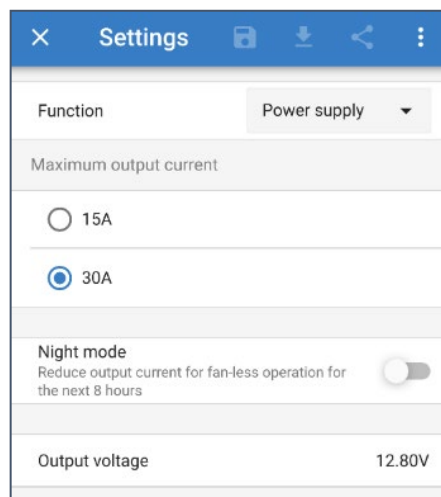 Settings
Function
Power supply
Maximum output current
15A
30A
Night mode
Reduce output current for fan-less operation for
the next 8 hours
Output voltage
12.80V